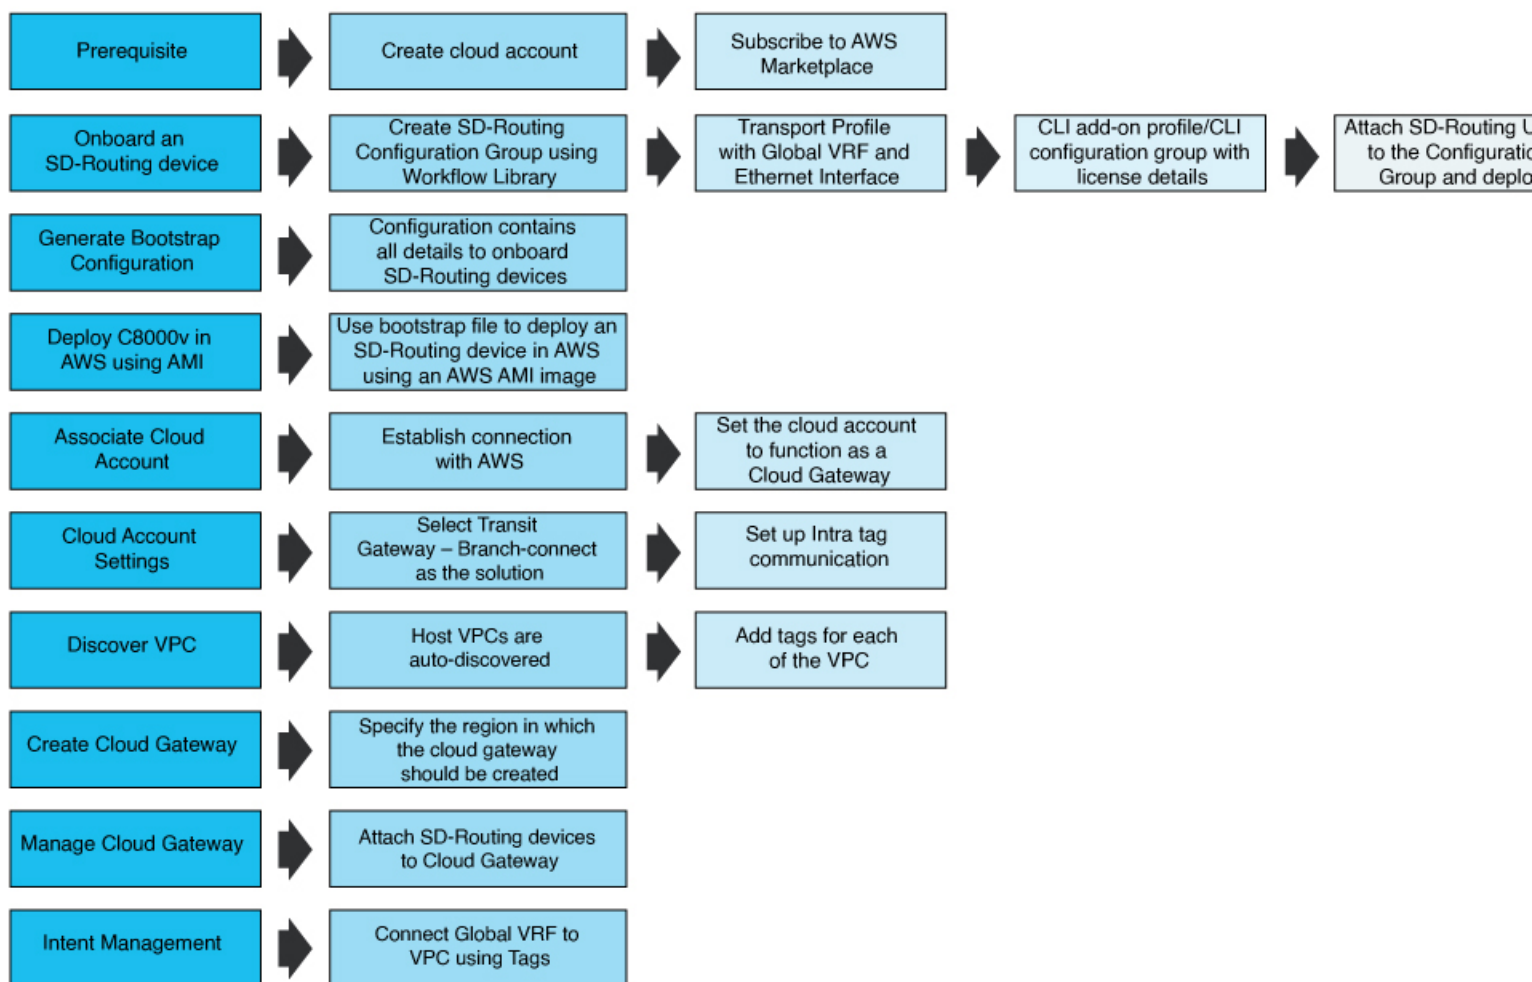 Prerequisite
Create cloud account
Subscribe to AWS
Marketplace
Onboard an
SD-Routing device
Create SD-Routing
Configuration Group using
Workflow Library
Transport Profile
with Global VRF and
Ethernet Interface
CLI add-on profile/CLI
configuration group with
license details
Attach SD-Routing
to the
Group and
Generate Bootstrap
Configuration
Configuration contains
all details to onboard
SD-Routing devices
Deploy C8000v in
AWS using AMI
Use bootstrap file to deploy an
SD-Routing device in AWS
using an AWS AMI image
Associate Cloud
Account
Establish connection
with AWS
Set the cloud account
to function as a
Cloud Gateway
Cloud Account
Settings
Select Transit
Gateway – Branch-connect
as the solution
Set up Intra tag
communication
Discover VPC
Host VPCs are
auto-discovered
Add tags for each
of the VPC
Create Cloud Gateway
Specify the region in which
the cloud gateway
should be created
Manage Cloud Gateway
Attach SD-Routing devices
to Cloud Gateway
Intent Management
Connect Global VRF to
VPC using Tags